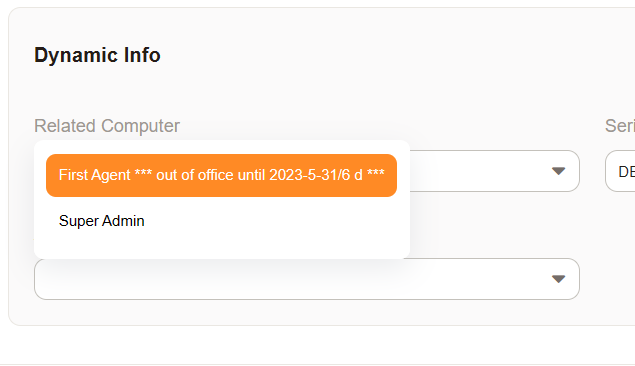 Dynamic Info
Related Computer
Seri
DE
First Agent *** out of office until 2023-5-31/6 d ***
Super Admin